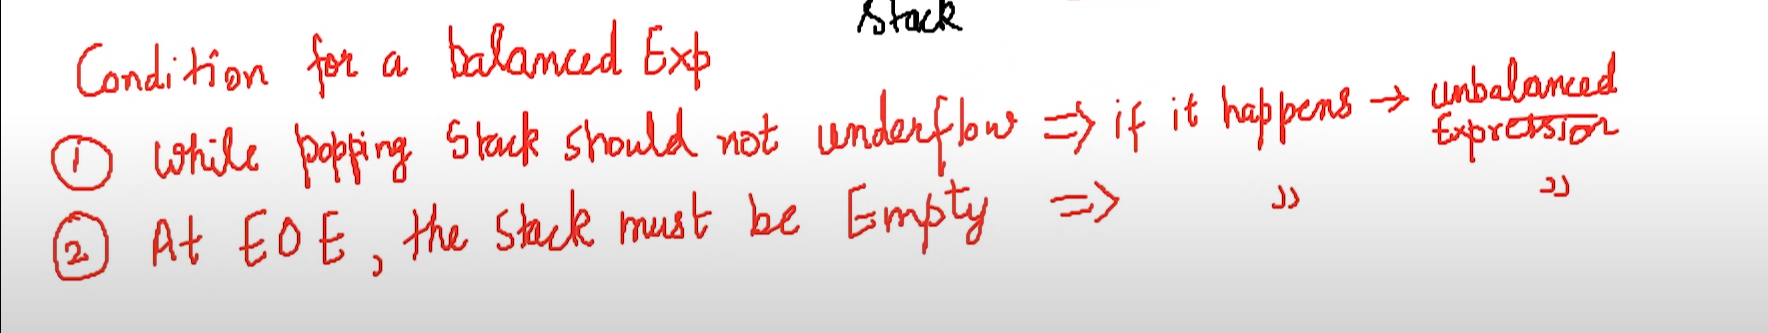 Stack
Condition for a balanced Exp
① While popping Stack should not underflow => if it happens → unbalanced
Expression
② At EOE, the stack must be Empty => " "